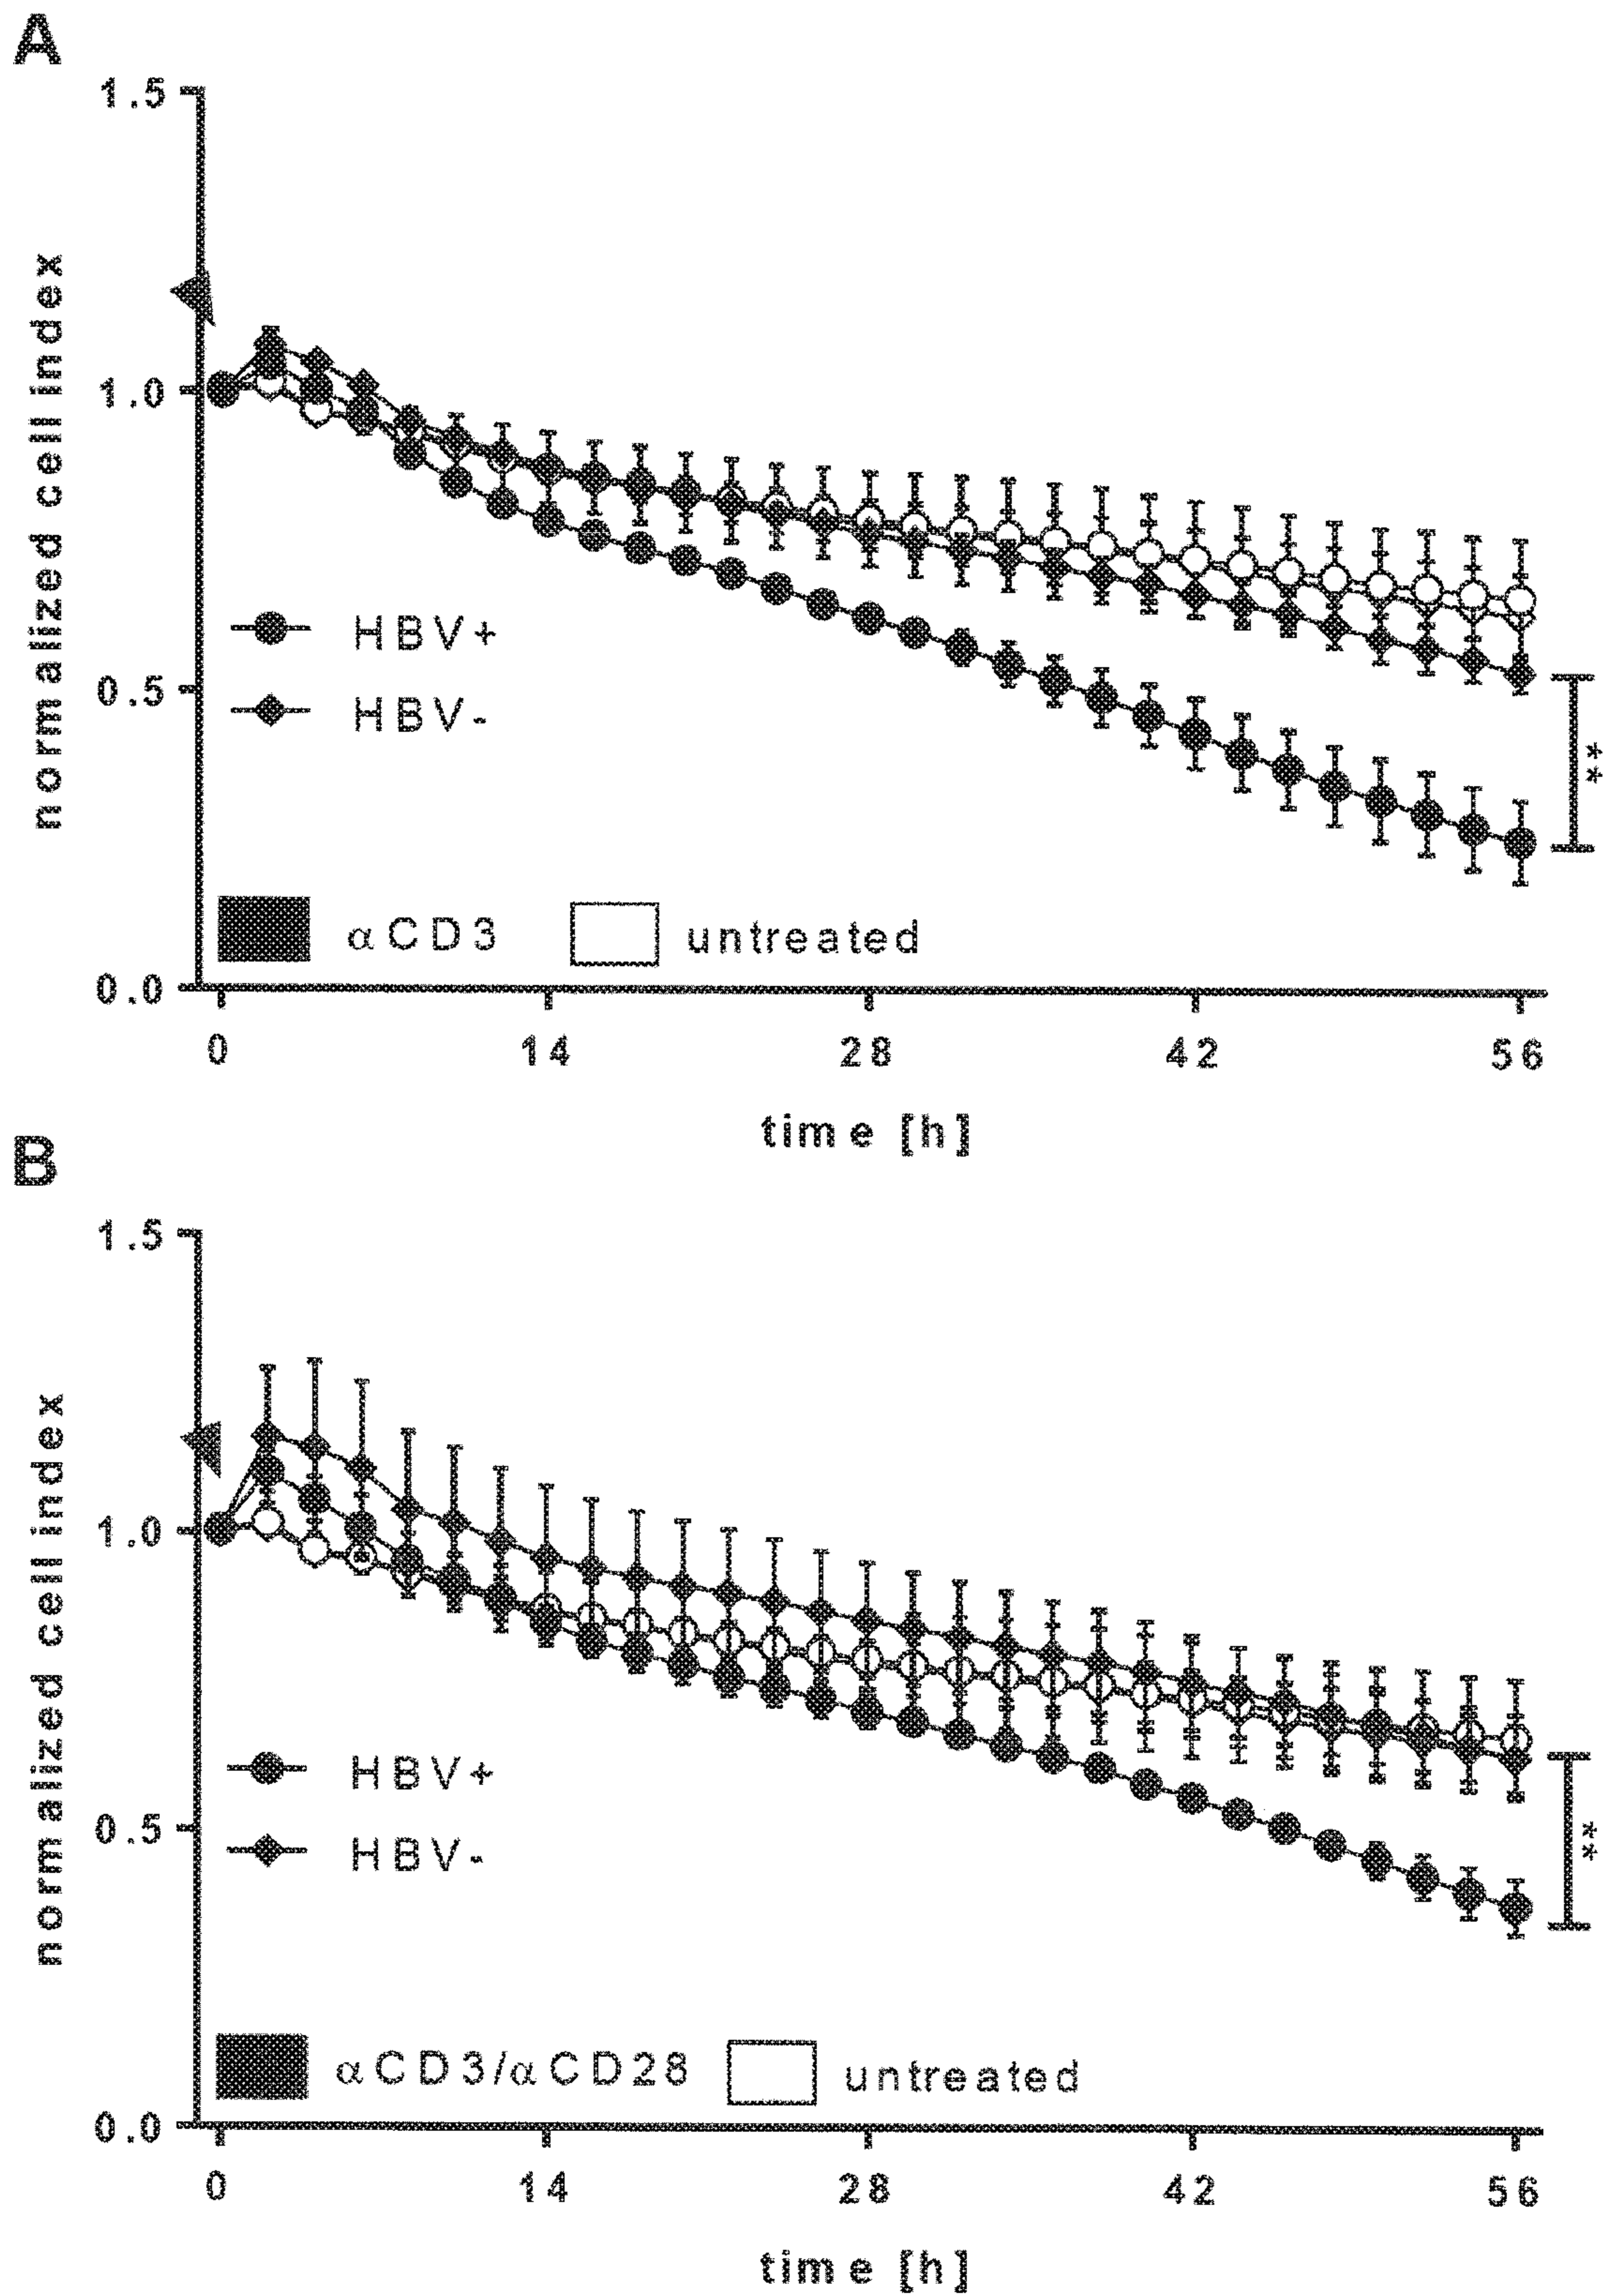 A
1.5
1.0
0.5
0.0
normalized cell index
HBV+
HBV-
**
αCD3
untreated
0 14 28 42 56
time [h]
B
1.5
1.0
0.5
0.0
normalized cell index
HBV+
HBV-
**
αCD3/αCD28
untreated
0 14 28 42 56
time [h]